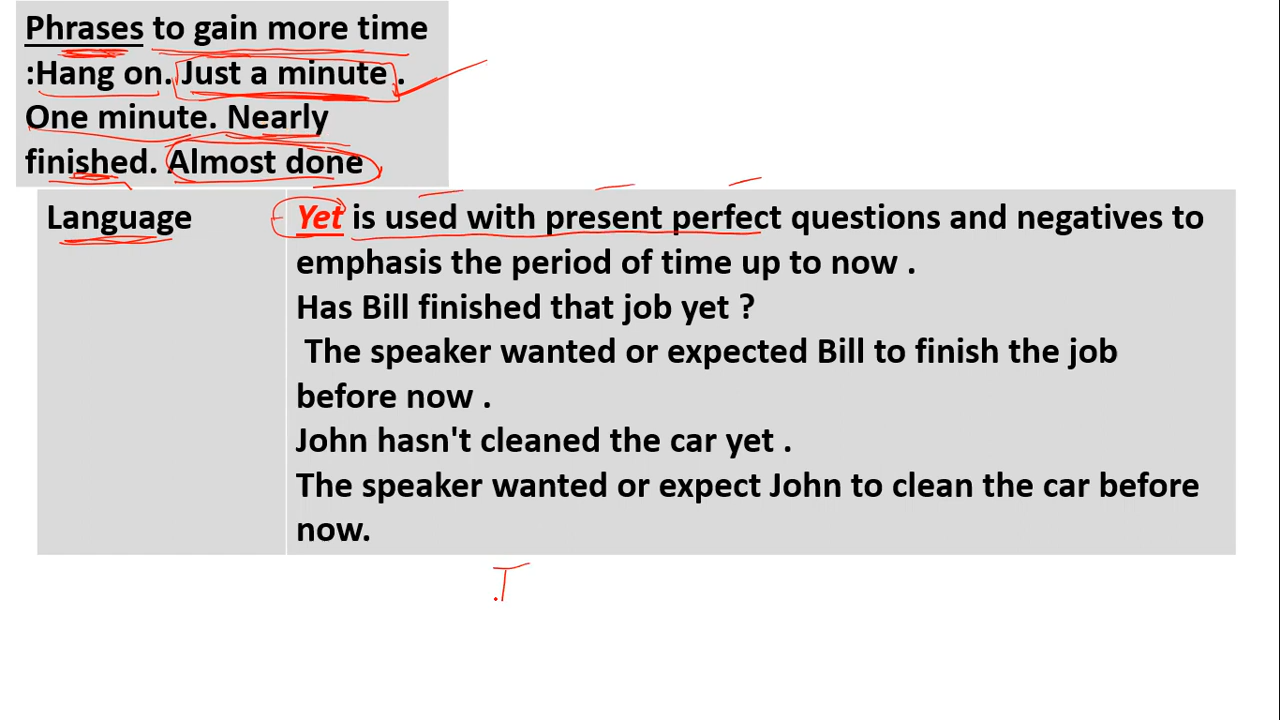 Phrases to gain more time
:Hang on. Just a minute .
One minute. Nearly
finished. Almost done
Language
Yet is used with present perfect questions and negatives to
emphasis the period of time up to now .
Has Bill finished that job yet ?
The speaker wanted or expected Bill to finish the job
before now .
John hasn't cleaned the car yet .
The speaker wanted or expect John to clean the car before
now.
I